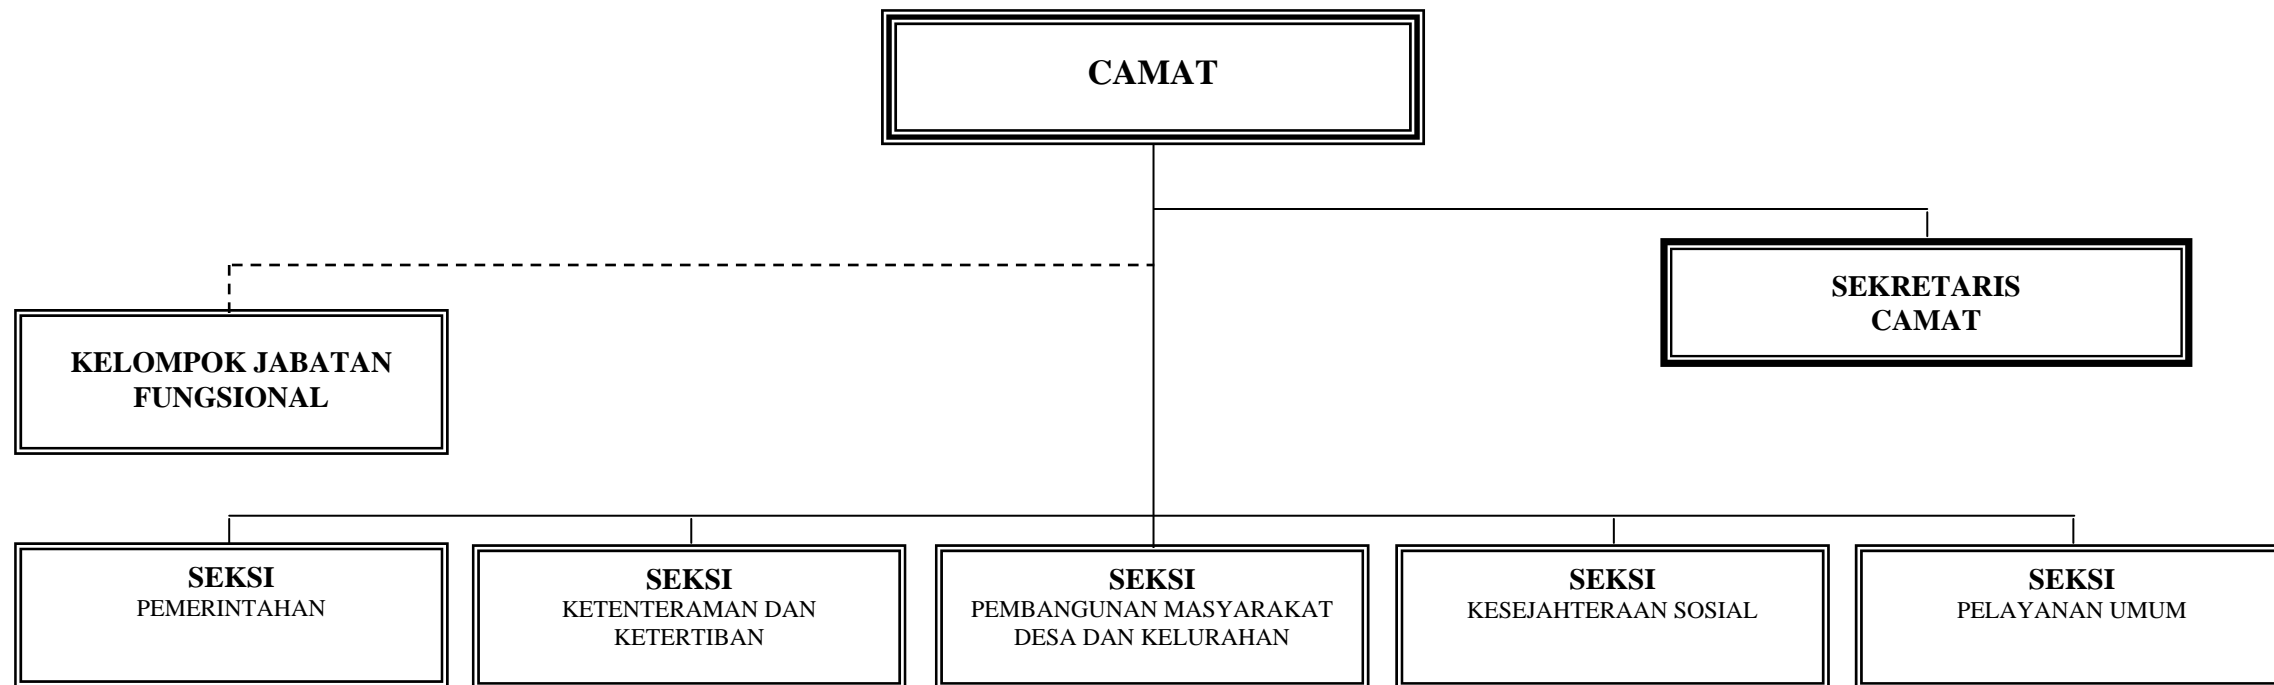 CAMAT
SEKRETARIS
CAMAT
KELOMPOK JABATAN
FUNGSIONAL
SEKSI
PEMERINTAHAN
SEKSI
KETENTERAMAN DAN
KETERTIBAN
SEKSI
PEMBANGUNAN MASYARAKAT
DESA DAN KELURAHAN
SEKSI
KESEJAHTERAAN SOSIAL
SEKSI
PELAYANAN UMUM